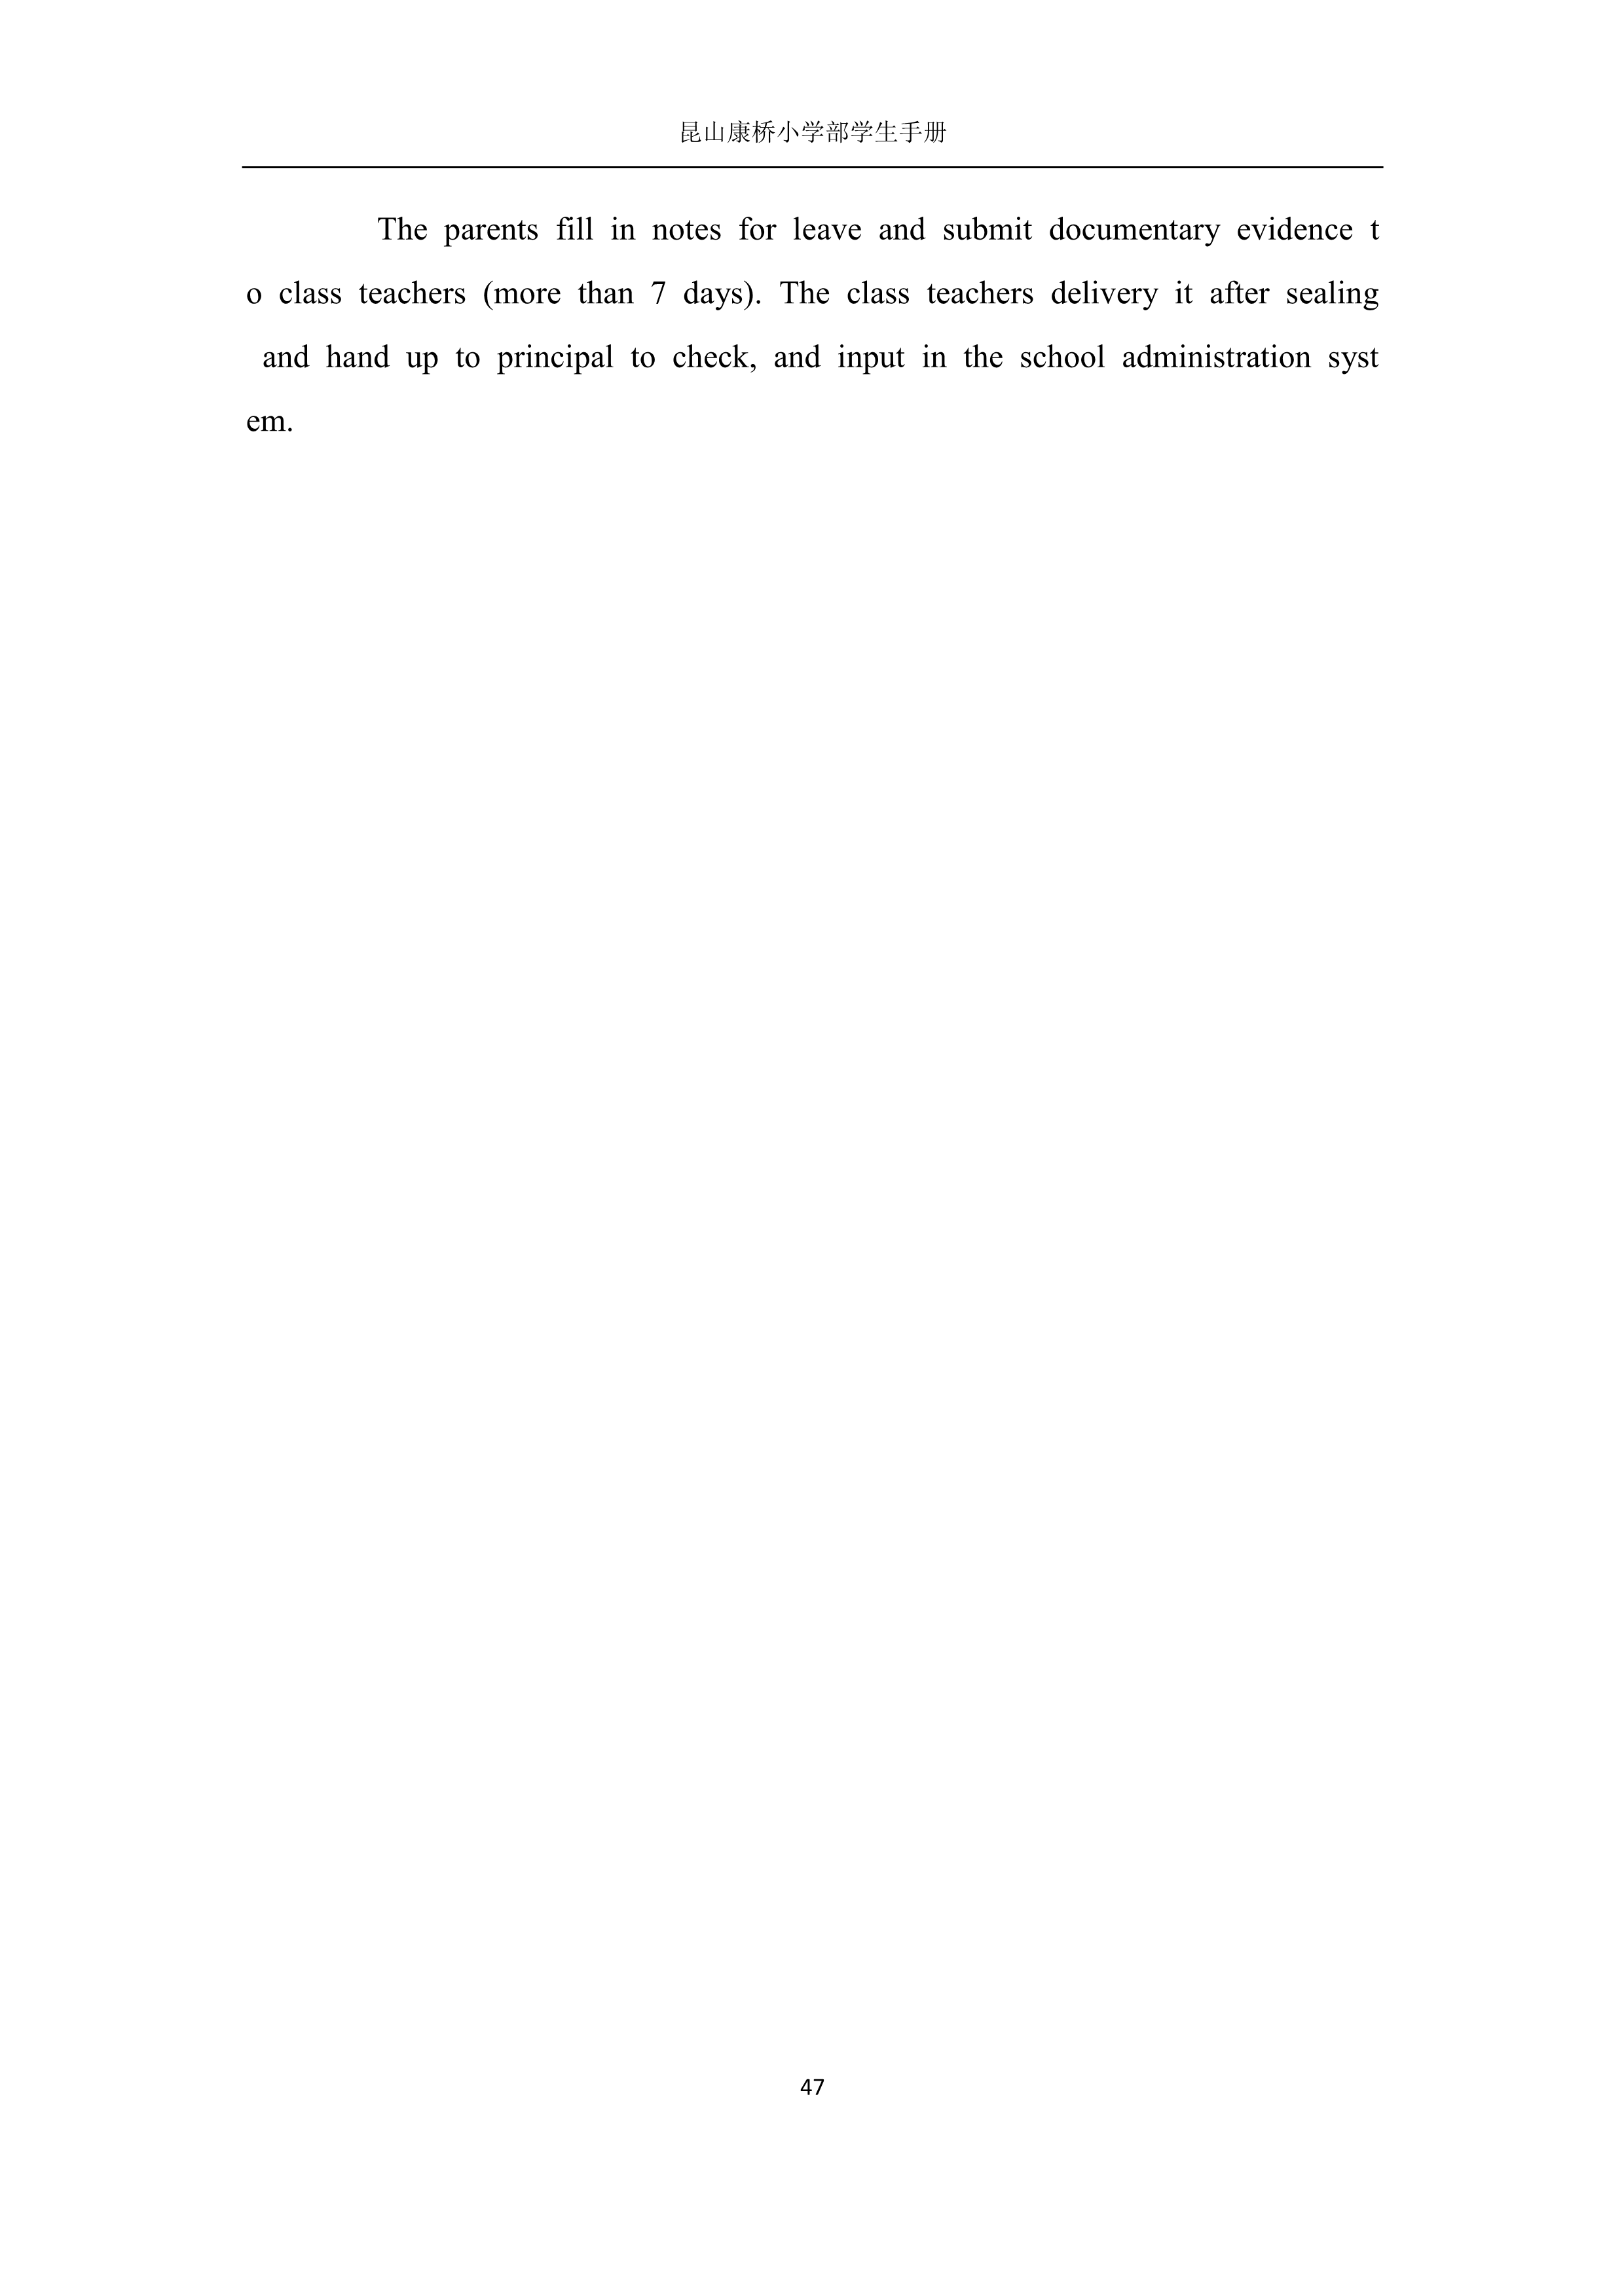 昆山康桥小学部学生手册
The parents fill in notes for leave and submit documentary evidence t
o class teachers (more than 7 days). The class teachers delivery it after sealing
and hand up to principal to check, and input in the school administration syst
em.
47